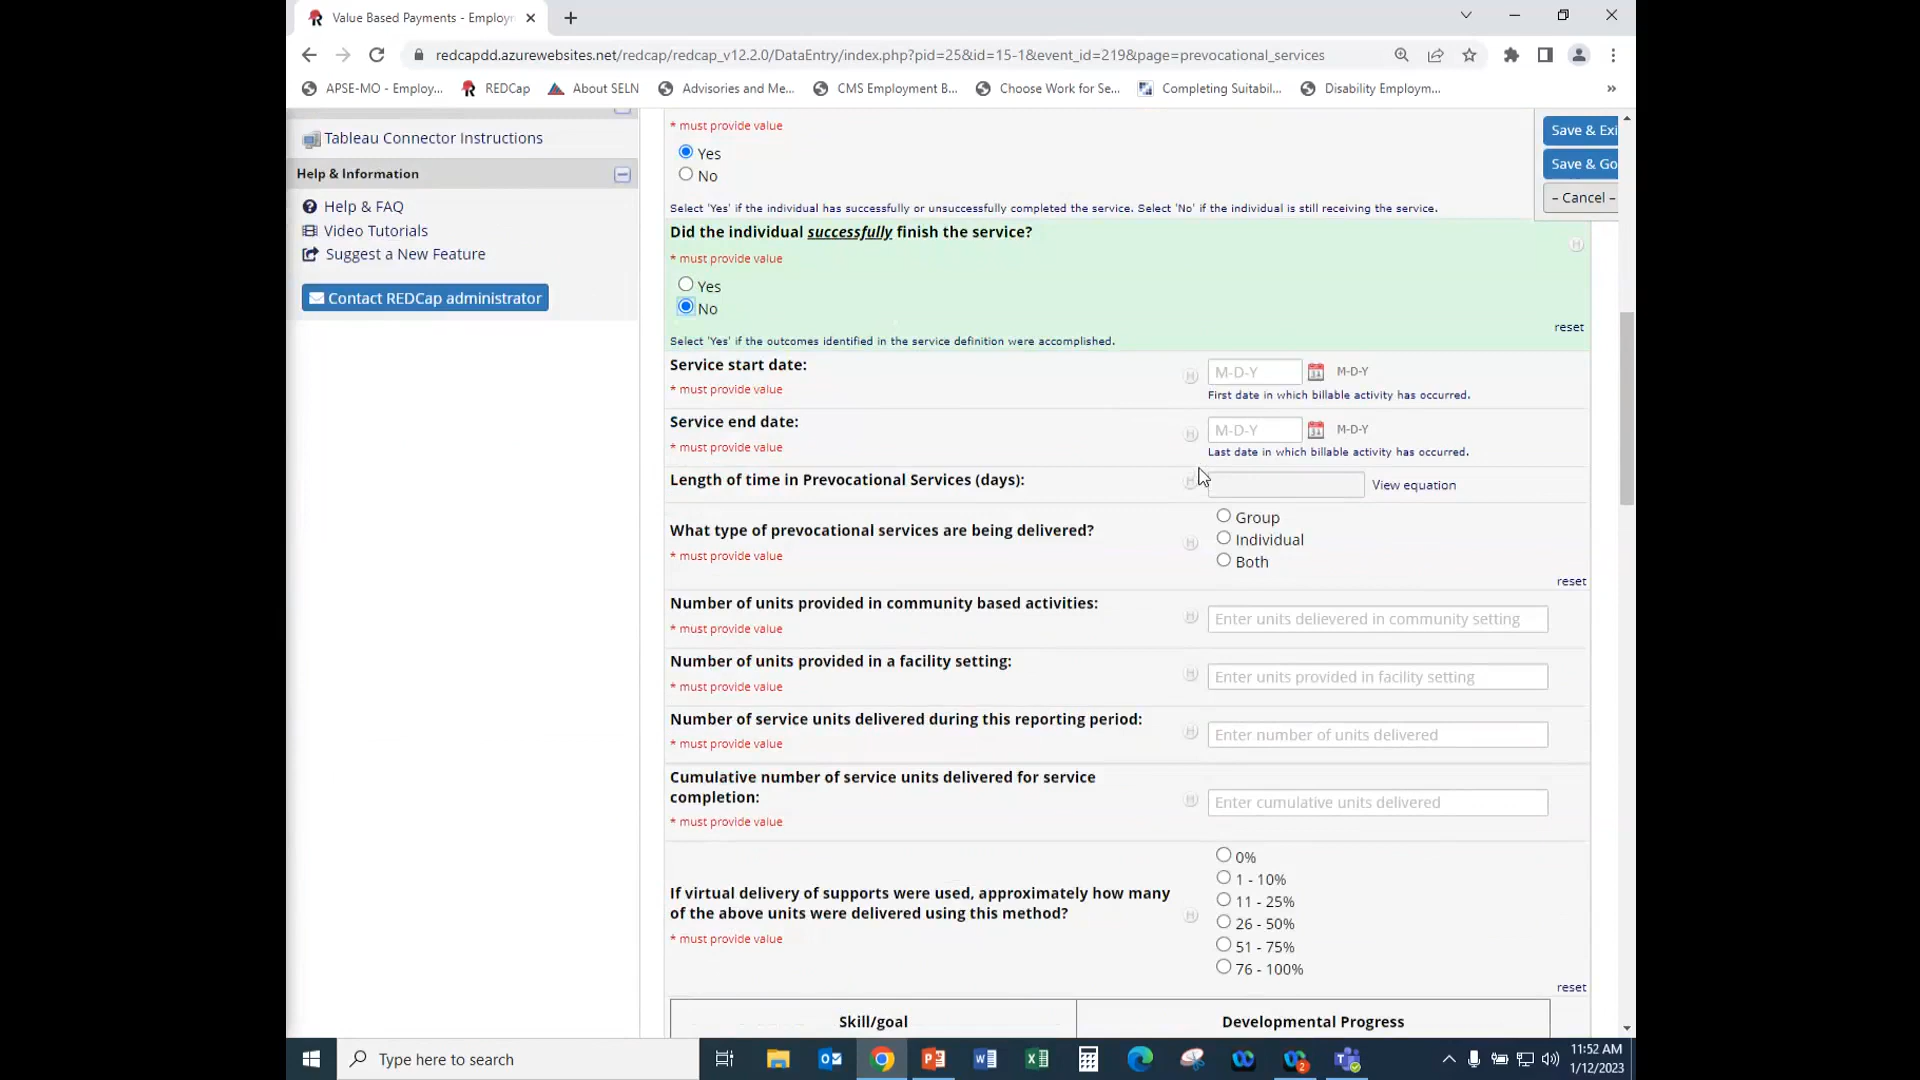 Value Based Payments - Employ
redcapdd.azurewebsites.net/redcap/redcap_v12.2.0/DataEntry/index.php?pid=25&id=15-1&event_id=219&page=prevocational_services
APSE-MO - Employ... REDCap About SELN Advisories and Me... CMS Employment B... Choose Work for Se... Completing Suitabil... Disability Employm... »
Tableau Connector Instructions
Help & Information
Help & FAQ
Video Tutorials
Suggest a New Feature
Contact REDCap administrator
* must provide value
Yes
No
Select 'Yes' if the individual has successfully or unsuccessfully completed the service. Select 'No' if the individual is still receiving the service.
Save & Exi
Save & Go
– Cancel –
Did the individual successfully finish the service?
* must provide value
Yes
No
reset
Select 'Yes' if the outcomes identified in the service definition were accomplished.
Service start date:
* must provide value
M-D-Y 31 M-D-Y
First date in which billable activity has occurred.
Service end date:
* must provide value
M-D-Y 31 M-D-Y
Last date in which billable activity has occurred.
Length of time in Prevocational Services (days):
View equation
What type of prevocational services are being delivered?
* must provide value
Group
Individual
Both
reset
Number of units provided in community based activities:
* must provide value
Enter units delievered in community setting
Number of units provided in a facility setting:
* must provide value
Enter units provided in facility setting
Number of service units delivered during this reporting period:
* must provide value
Enter number of units delivered
Cumulative number of service units delivered for service
completion:
* must provide value
Enter cumulative units delivered
If virtual delivery of supports were used, approximately how many
of the above units were delivered using this method?
* must provide value
0%
1 - 10%
11 - 25%
26 - 50%
51 - 75%
76 - 100%
reset
Skill/goal Developmental Progress
Type here to search
11:52 AM
1/12/2023